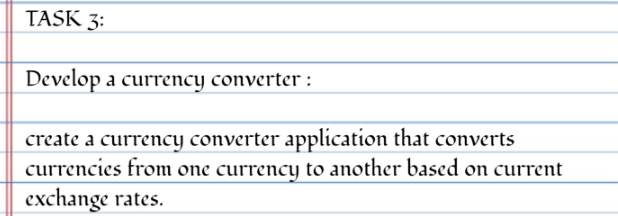 TASK 3:
Develop a currency converter :
create a currency converter application that converts
currencies from one currency to another based on current
exchange rates.